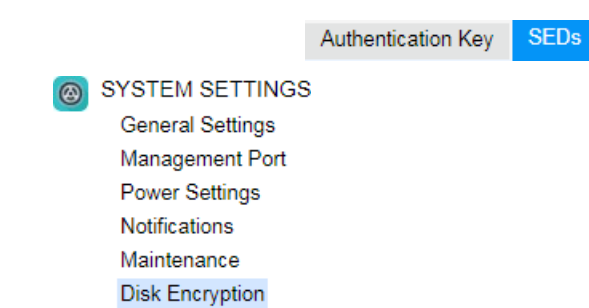 Authentication Key SEDs
SYSTEM SETTINGS
General Settings
Management Port
Power Settings
Notifications
Maintenance
Disk Encryption